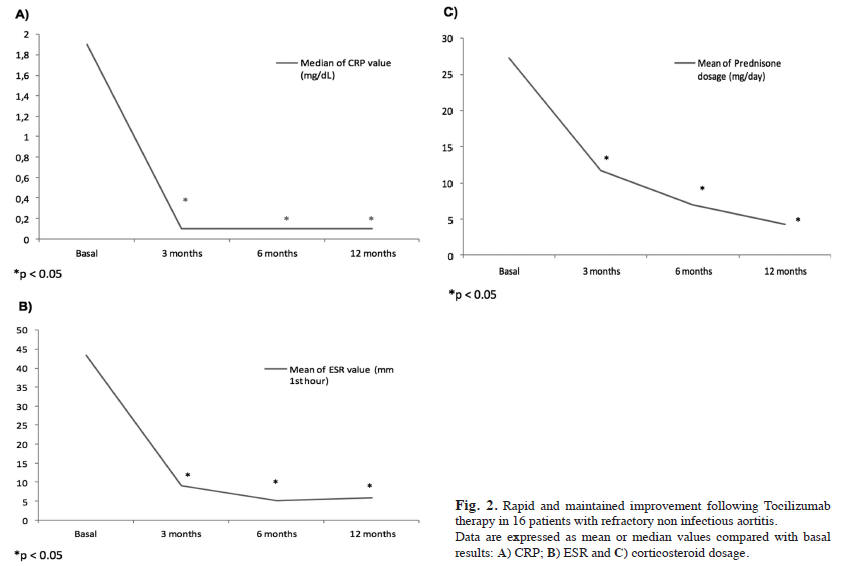 A)
2
1,8
1,6
1,4
1,2
1
0,8
0,6
0,4
0,2
0
Median of CRP value
(mg/dL)
*
*
*
Basal
3 months
6 months
12 months
*p < 0.05
B)
50
45
40
35
30
25
20
15
10
5
0
Mean of ESR value (mm
1st hour)
*
*
*
Basal
3 months
6 months
12 months
*p < 0.05
C)
30
25
20
15
10
5
0
Mean of Prednisone
dosage (mg/day)
*
*
*
Basal
3 months
6 months
12 months
*p < 0.05
Fig. 2. Rapid and maintained improvement following Tocilizumab
therapy in 16 patients with refractory non infectious aortitis.
Data are expressed as mean or median values compared with basal
results: A) CRP; B) ESR and C) corticosteroid dosage.